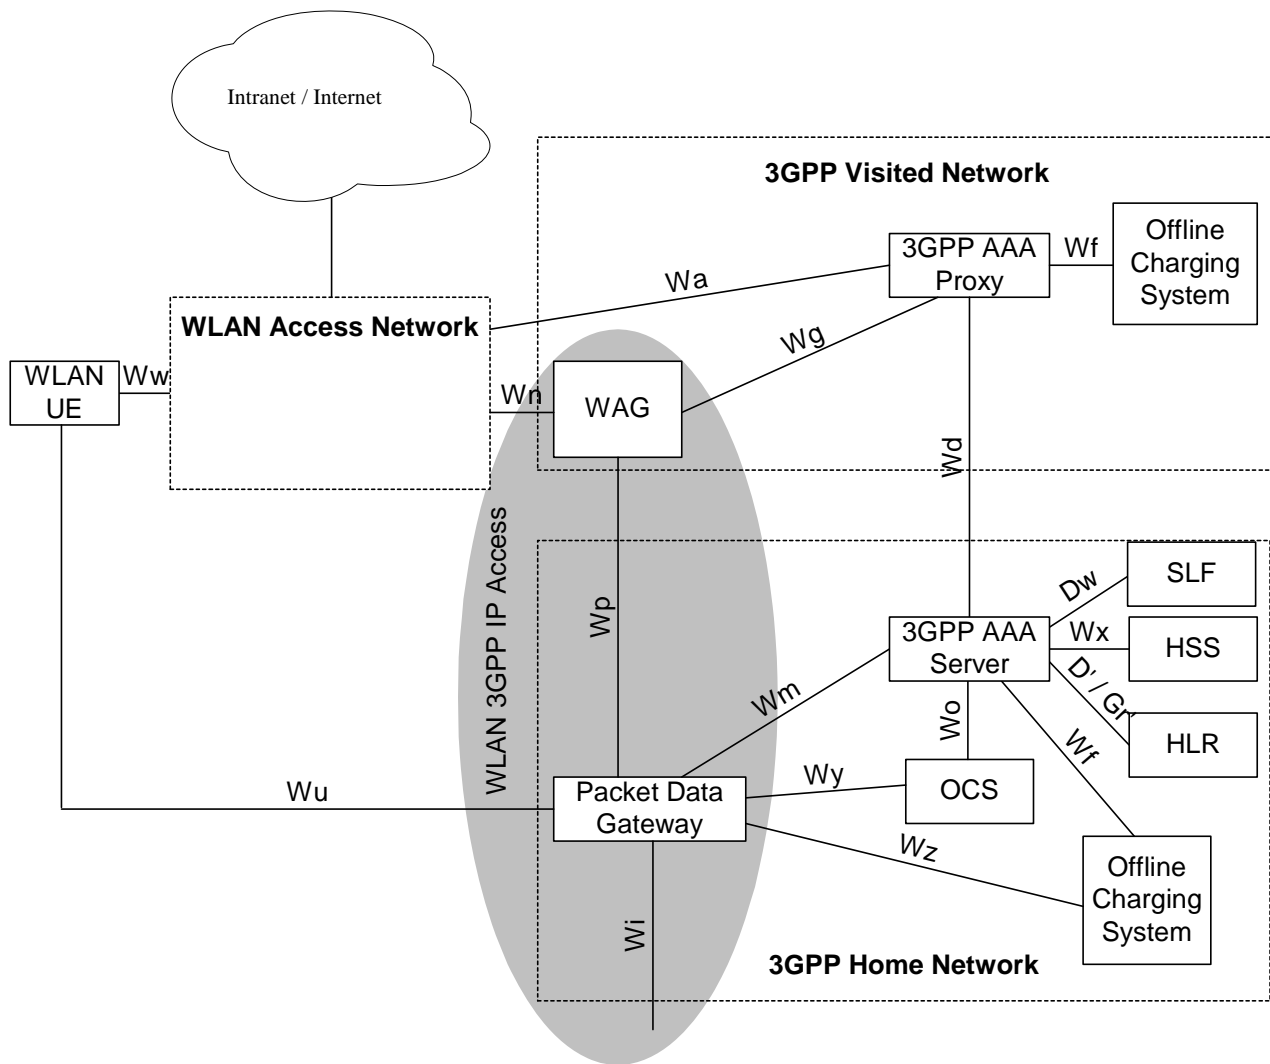 Intranet / Internet
3GPP Visited Network
3GPP AAA
Proxy
Wf
Offline
Charging
System
Wa
WLAN Access Network
Wg
WLAN
UE
Ww
Wn
WAG
Wd
WLAN 3GPP IP Access
Wp
SLF
Dw
3GPP AAA
Server
Wx
HSS
D' / Gr'
HLR
Wm
Wo
Wf
Wu
Packet Data
Gateway
Wy
OCS
Wz
Offline
Charging
System
Wi
3GPP Home Network